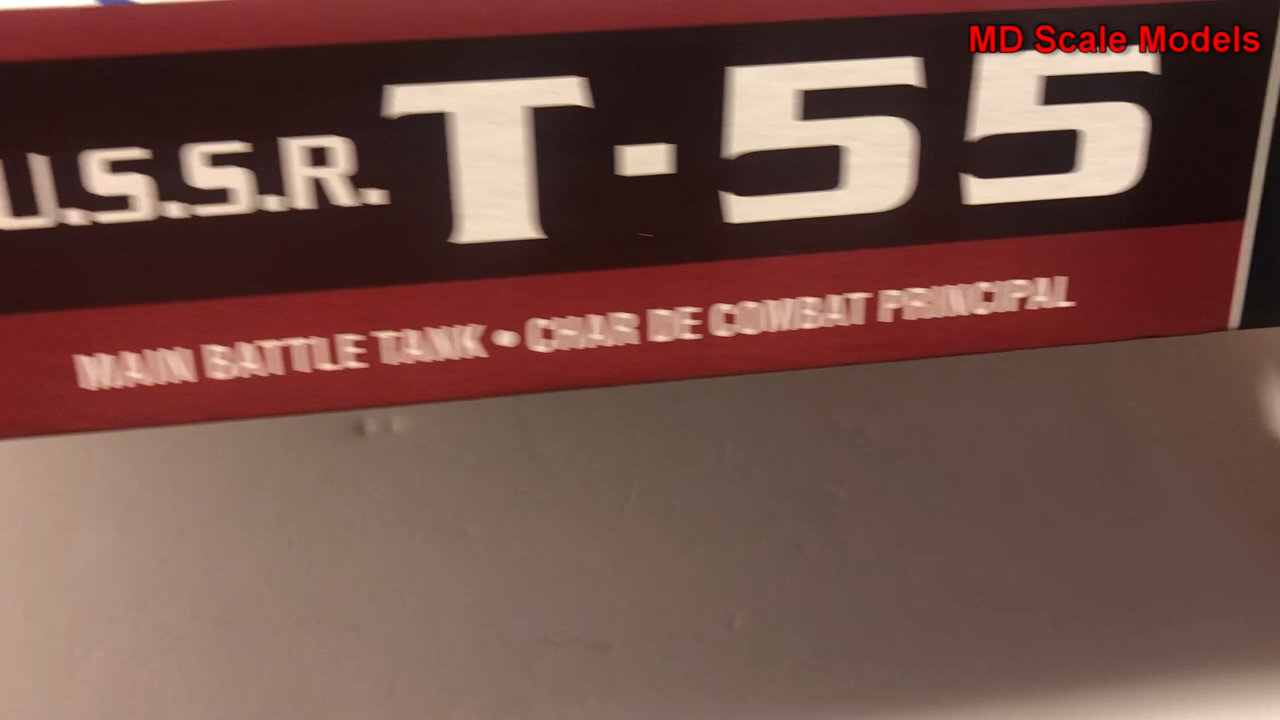 MD Scale Models
U.S.S.R. T-55
MAIN BATTLE TANK • CHAR DE COMBAT PRINCIPAL